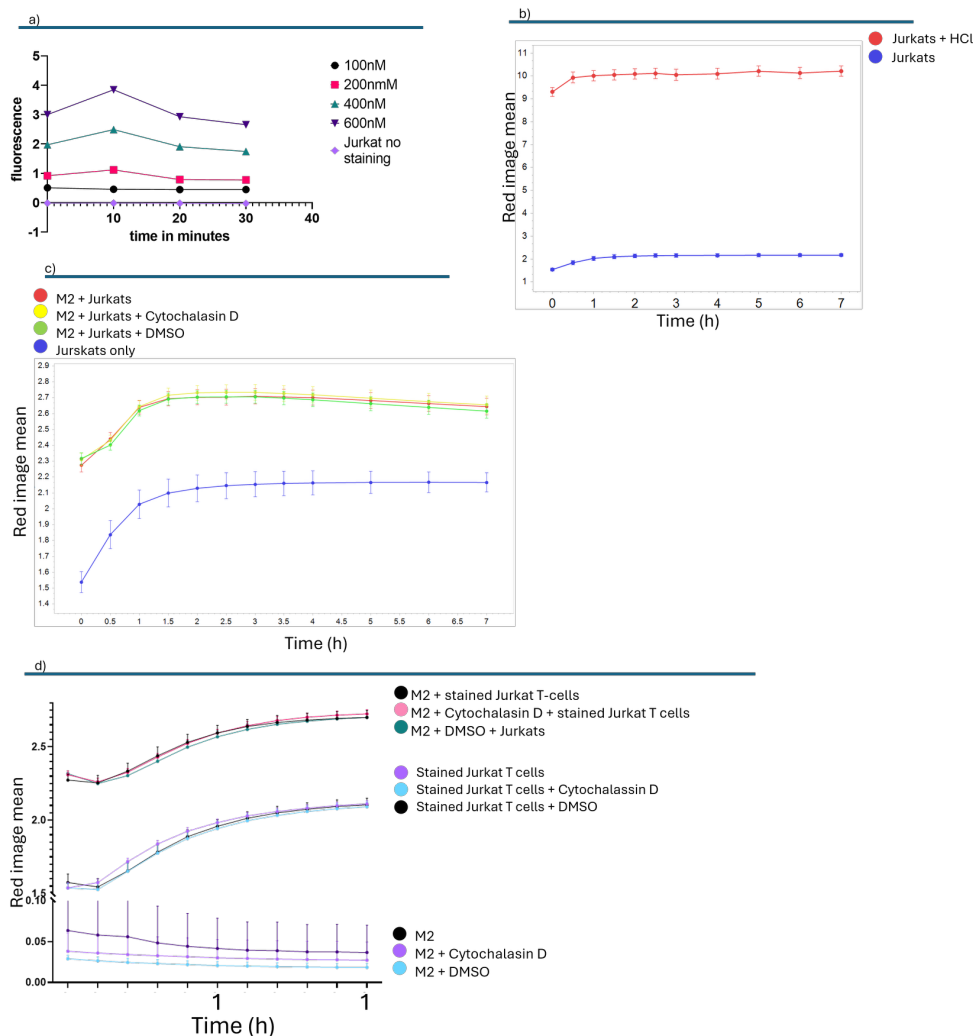 a)
5
4
3
2
1
0
-1
fluorescence
10
20
30
40
time in minutes
100nM
200nmM
400nM
600nM
Jurkat no
staining
b)
Jurkats + HCl
Jurkats
11
10
9
8
7
6
5
4
3
2
1
Red image mean
0
1
2
3
4
5
6
7
Time (h)
c)
M2 + Jurkats
M2 + Jurkats + Cytochalasin D
M2 + Jurkats + DMSO
Jurskats only
2.9
2.8
2.7
2.6
2.5
2.4
2.3
2.2
2.1
2
1.9
1.8
1.7
1.6
1.5
1.4
Red image mean
0
0.5
1
1.5
2
2.5
3
3.5
4
4.5
5
5.5
6
6.5
7
Time (h)
d)
M2 + stained Jurkat T-cells
M2 + Cytochalasin D + stained Jurkat T cells
M2 + DMSO + Jurkats
Stained Jurkat T cells
Stained Jurkat T cells + Cytochalassin D
Stained Jurkat T cells + DMSO
M2
M2 + Cytochalasin D
M2 + DMSO
2.5
2.0
1.5
0.10
0.05
0.00
Red image mean
1
1
Time (h)